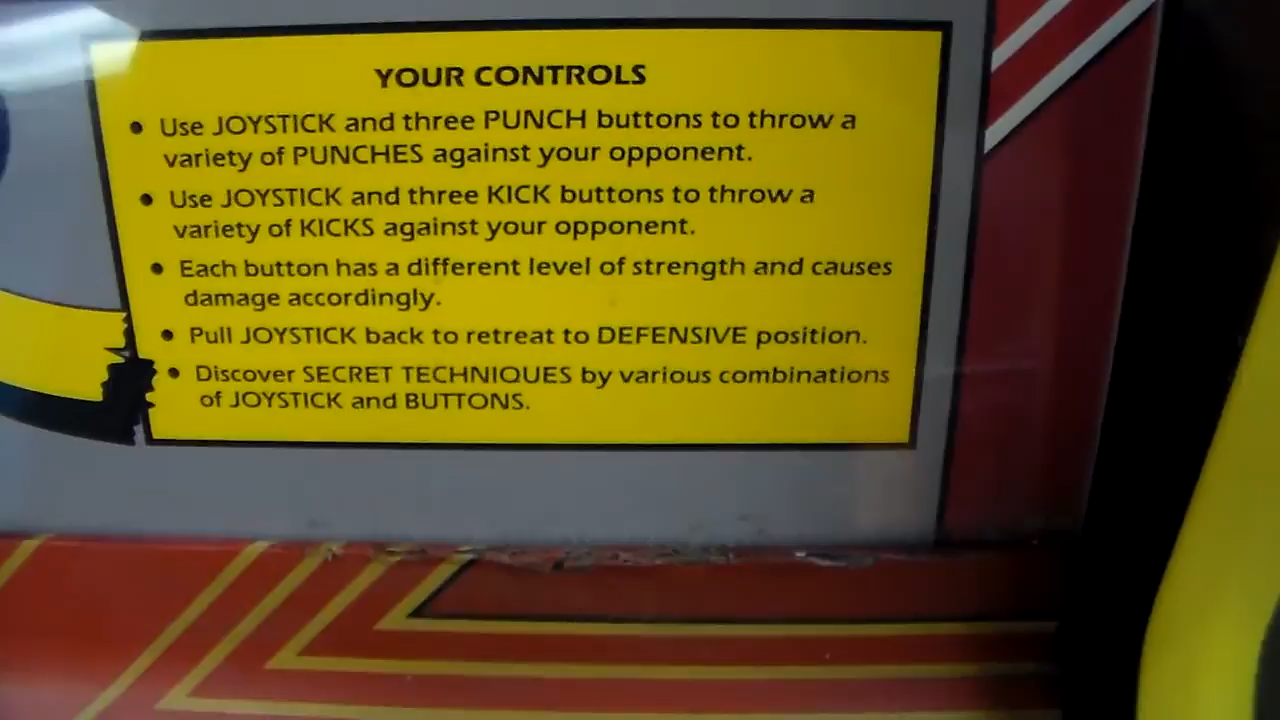 YOUR CONTROLS
• Use JOYSTICK and three PUNCH buttons to throw a
variety of PUNCHES against your opponent.
• Use JOYSTICK and three KICK buttons to throw a
variety of KICKS against your opponent.
• Each button has a different level of strength and causes
damage accordingly.
• Pull JOYSTICK back to retreat to DEFENSIVE position.
• Discover SECRET TECHNIQUES by various combinations
of JOYSTICK and BUTTONS.